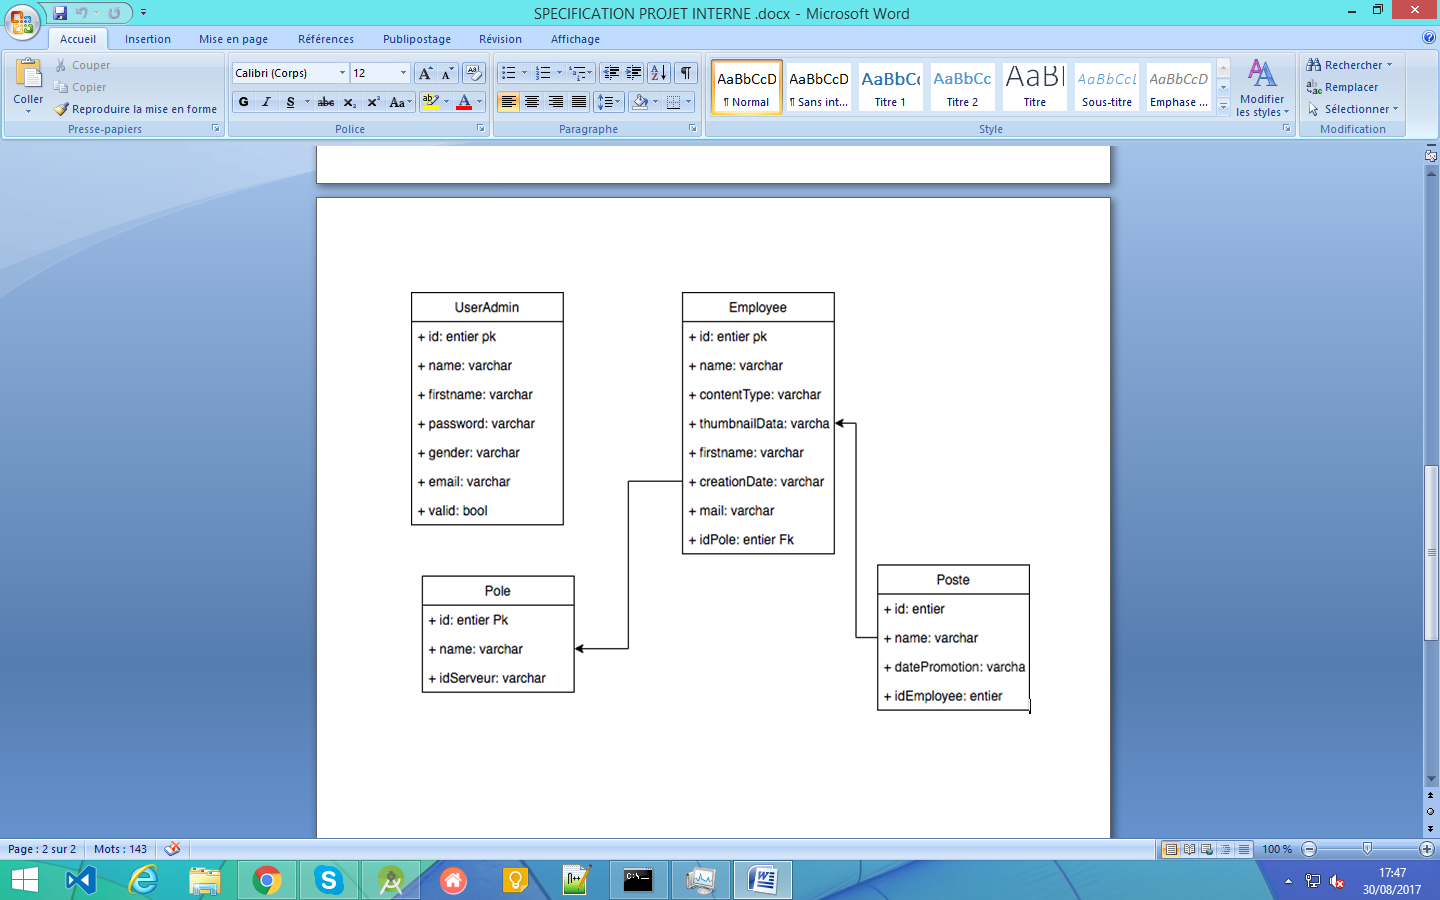 SPECIFICATION PROJET INTERNE .docx - Microsoft Word
Accueil Insertion Mise en page Références Publipostage Révision Affichage
Coller
Couper
Copier
Reproduire la mise en forme
Presse-papiers
Calibri (Corps) 12
G I S abc x₂ x² Aa
Police
Paragraphe
AaBbCcD AaBbCcD AaBbCc AaBbCc AaBl AaBbCcL AaBbCcD
¶ Normal ¶ Sans int... Titre 1 Titre 2 Titre Sous-titre Emphase ...
Modifier
les styles
Style
Rechercher
Remplacer
Sélectionner
Modification
UserAdmin
+ id: entier pk
+ name: varchar
+ firstname: varchar
+ password: varchar
+ gender: varchar
+ email: varchar
+ valid: bool
Employee
+ id: entier pk
+ name: varchar
+ contentType: varchar
+ thumbnailData: varcha
+ firstname: varchar
+ creationDate: varchar
+ mail: varchar
+ idPole: entier Fk
Pole
+ id: entier Pk
+ name: varchar
+ idServeur: varchar
Poste
+ id: entier
+ name: varchar
+ datePromotion: varcha
+ idEmployee: entier
Page : 2 sur 2 Mots : 143 100 %
17:47
30/08/2017